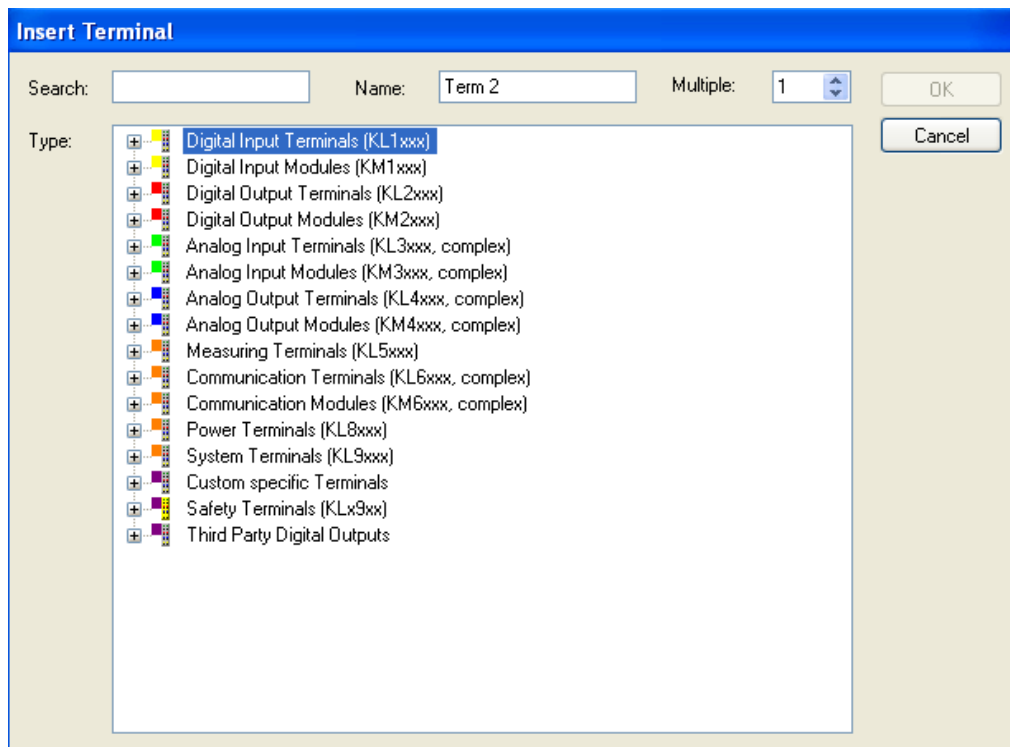 Insert Terminal
Search: Name: Term 2 Multiple: 1 OK
Cancel
Type:
Digital Input Terminals (KL1xxx)
Digital Input Modules (KM1xxx)
Digital Output Terminals (KL2xxx)
Digital Output Modules (KM2xxx)
Analog Input Terminals (KL3xxx, complex)
Analog Input Modules (KM3xxx, complex)
Analog Output Terminals (KL4xxx, complex)
Analog Output Modules (KM4xxx, complex)
Measuring Terminals (KL5xxx)
Communication Terminals (KL6xxx, complex)
Communication Modules (KM6xxx, complex)
Power Terminals (KL8xxx)
System Terminals (KL9xxx)
Custom specific Terminals
Safety Terminals (KLx9xx)
Third Party Digital Outputs